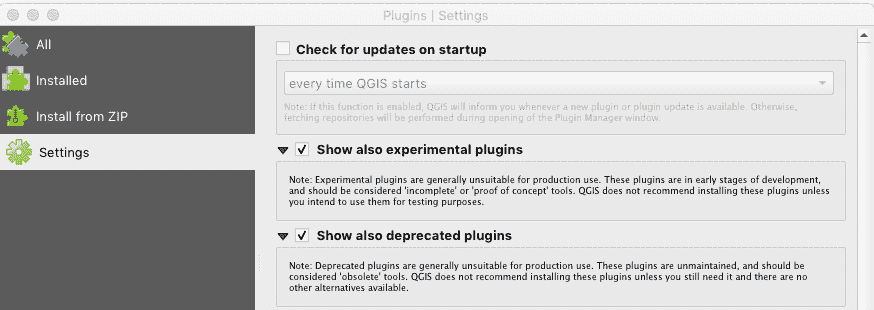 Plugins | Settings
All
Installed
Install from ZIP
Settings
Check for updates on startup
every time QGIS starts
Note: If this function is enabled, QGIS will inform you whenever a new plugin or plugin update is available. Otherwise,
fetching repositories will be performed during opening of the Plugin Manager window.
Show also experimental plugins
Note: Experimental plugins are generally unsuitable for production use. These plugins are in early stages of development,
and should be considered 'incomplete' or 'proof of concept' tools. QGIS does not recommend installing these plugins unless
you intend to use them for testing purposes.
Show also deprecated plugins
Note: Deprecated plugins are generally unsuitable for production use. These plugins are unmaintained, and should be
considered 'obsolete' tools. QGIS does not recommend installing these plugins unless you still need it and there are no
other alternatives available.